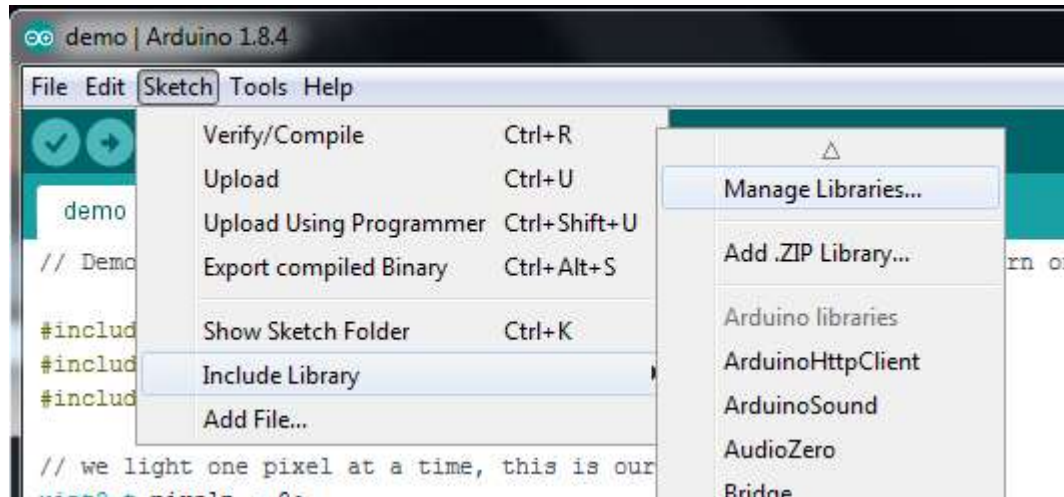 demo | Arduino 1.8.4
File Edit Sketch Tools Help
Verify/Compile Ctrl+R
Upload Ctrl+U
Upload Using Programmer Ctrl+Shift+U
Export compiled Binary Ctrl+Alt+S
Show Sketch Folder Ctrl+K
Include Library
Add File...
Manage Libraries...
Add .ZIP Library...
Arduino libraries
ArduinoHttpClient
ArduinoSound
AudioZero
Bridge
demo
// Demo
#includ
#includ
#includ
// we light one pixel at a time, this is our